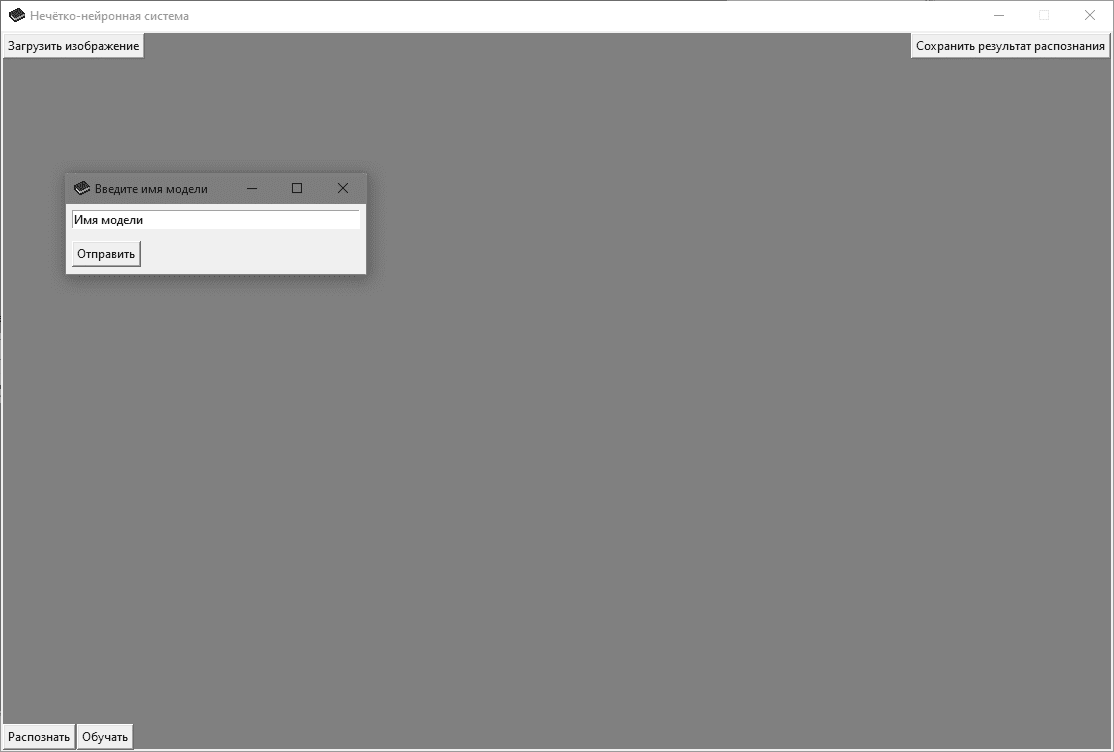 Нечётко-нейронная система
Загрузить изображение
Сохранить результат распознания
Введите имя модели
Имя модели
Отправить
Распознать
Обучать